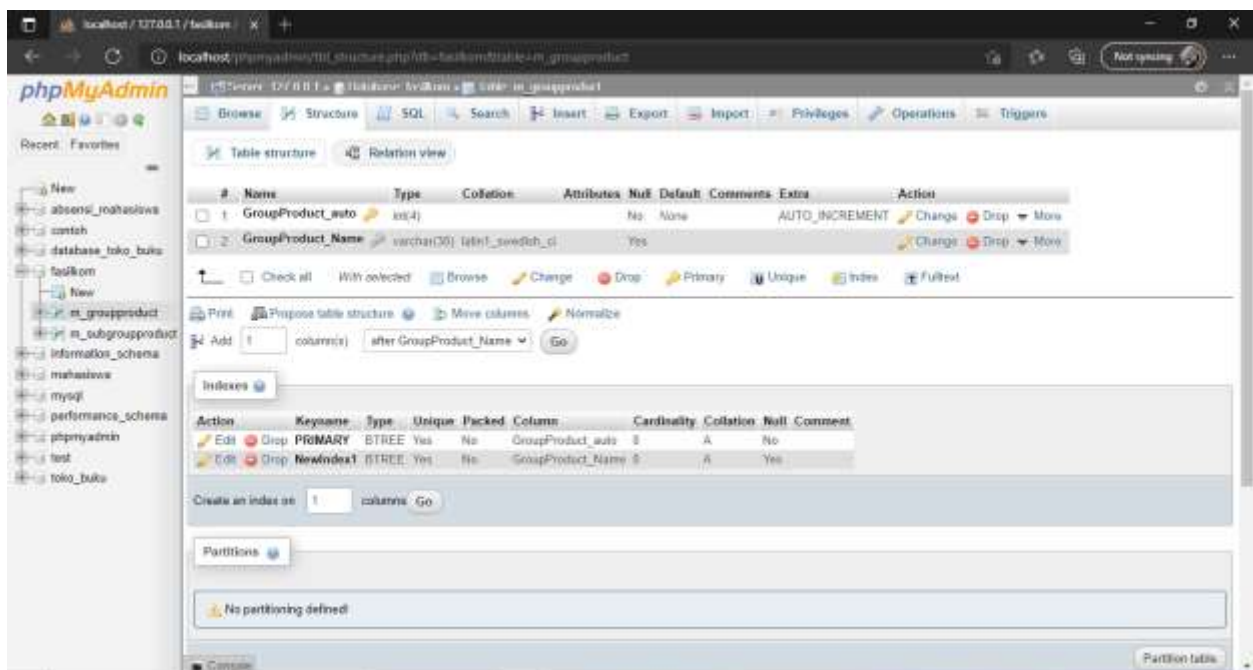 localhost / 127.0.0.1 / fasilkom /
localhost/phpmyadmin/tbl_structure.php?db=fasilkom&table=m_groupproduct
Not syncing
phpMyAdmin
Recent Favorites
New
absensi_mahasiswa
contoh
database_toko_buku
fasilkom
New
m_groupproduct
m_subgroupproduct
information_schema
mahasiswa
mysql
performance_schema
phpmyadmin
test
toko_buku
Server: 127.0.0.1 » Database: fasilkom » Table: m_groupproduct
Browse Structure SQL Search Insert Export Import Privileges Operations Triggers
Table structure Relation view
# Name Type Collation Attributes Null Default Comments Extra Action
1 GroupProduct_auto int(4) No None AUTO_INCREMENT Change Drop More
2 GroupProduct_Name varchar(30) latin1_swedish_ci Yes Change Drop More
Check all With selected Browse Change Drop Primary Unique Index Fulltext
Print Propose table structure Move columns Normalize
Add 1 column(s) after GroupProduct_Name Go
Indexes
Action Keyname Type Unique Packed Column Cardinality Collation Null Comment
Edit Drop PRIMARY BTREE Yes No GroupProduct_auto 0 A No
Edit Drop NewIndex1 BTREE Yes No GroupProduct_Name 0 A Yes
Create an index on 1 columns Go
Partitions
No partitioning defined!
Partition table
Console